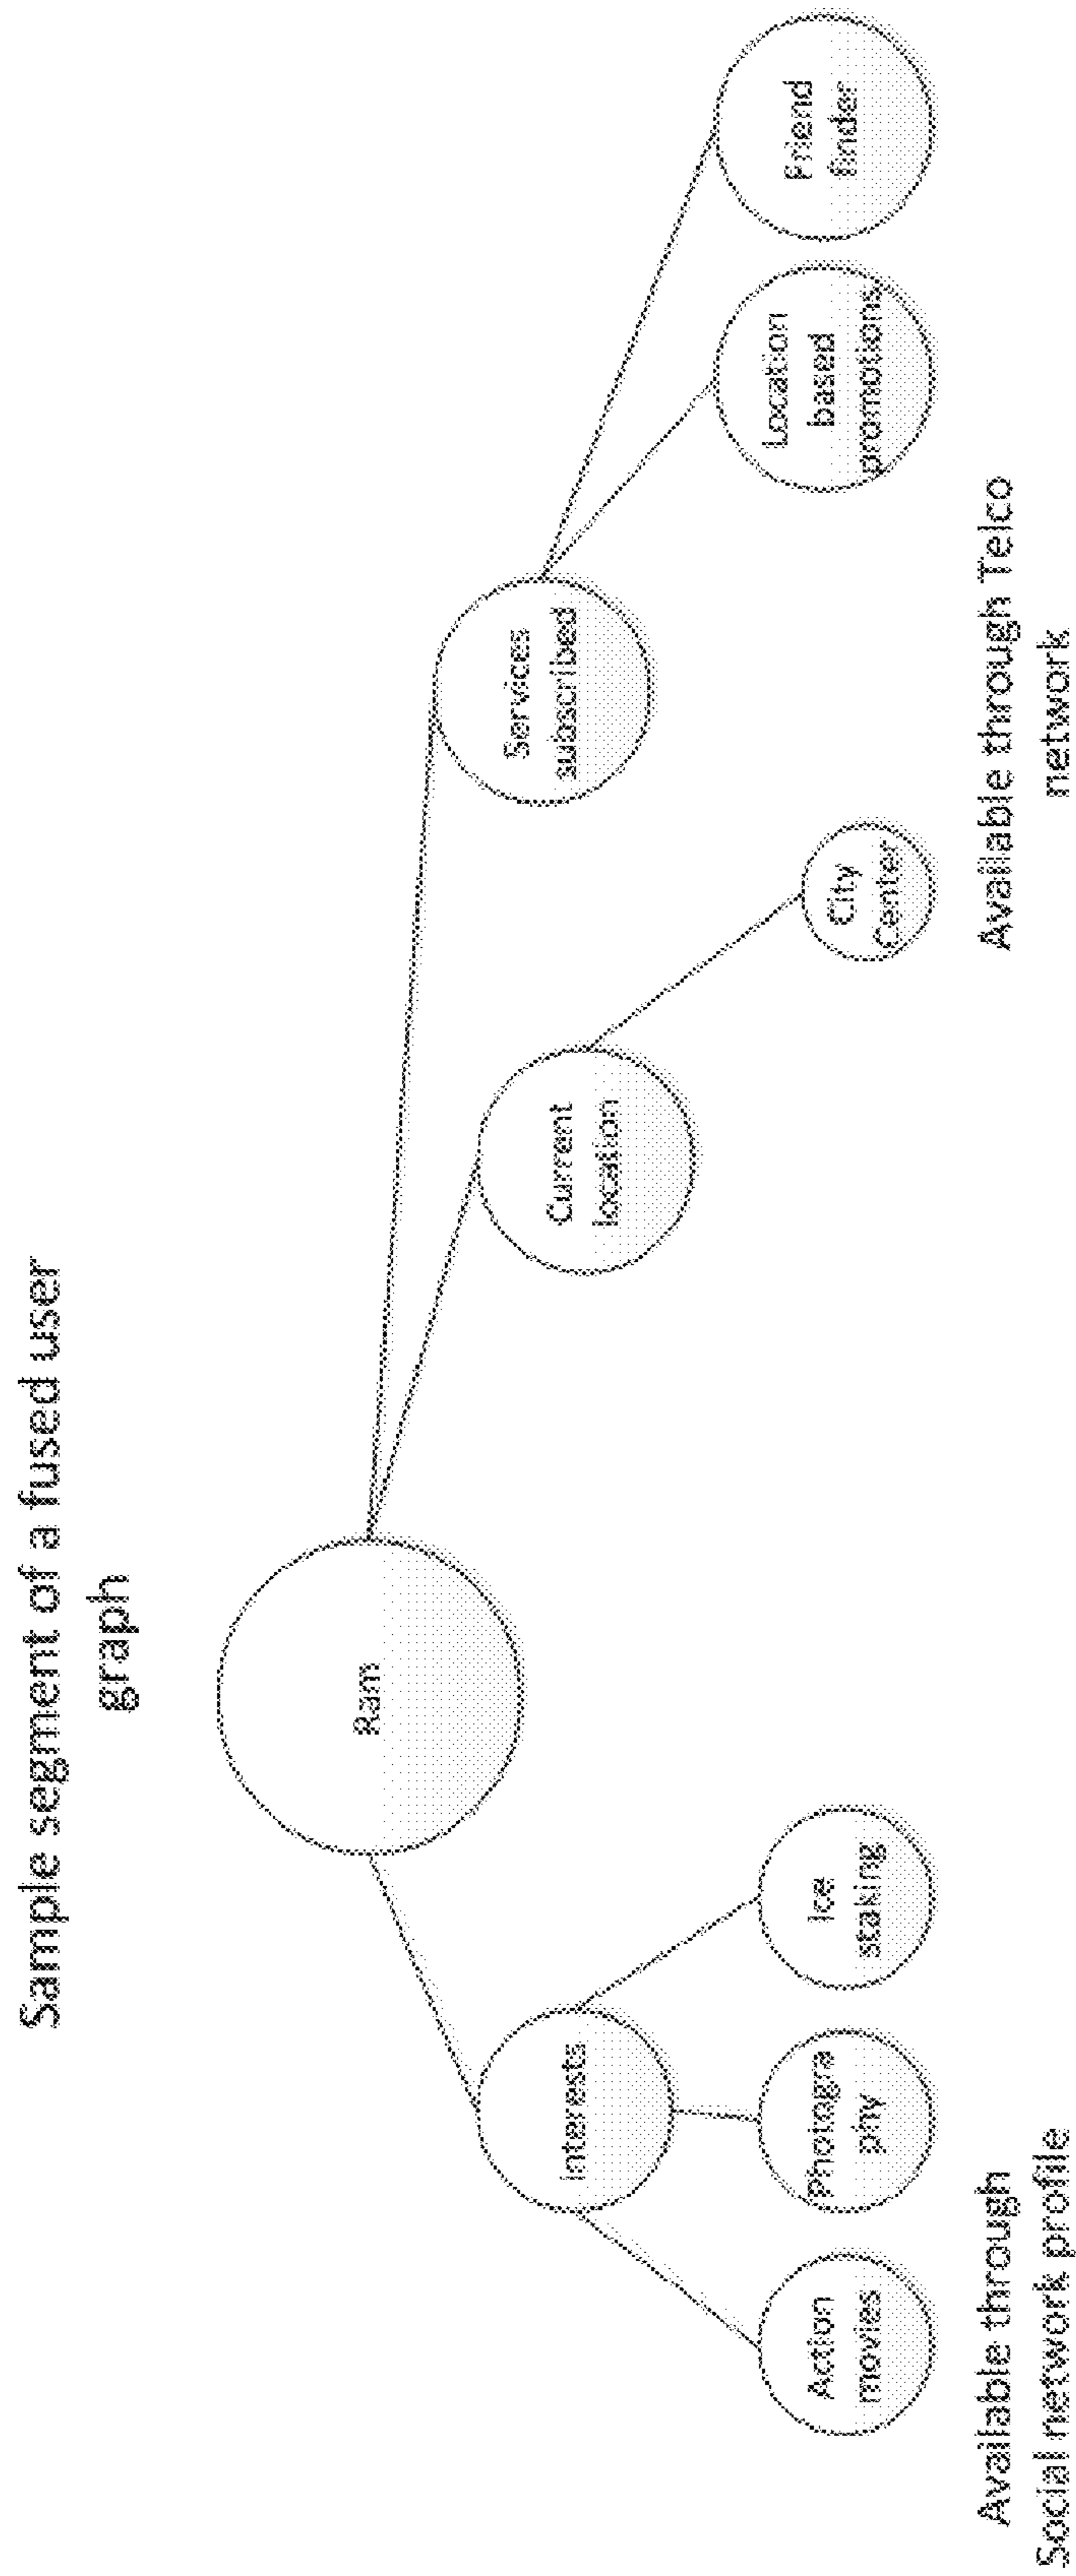 Sample segment of a fused user
graph
Ram
Interests
Current
location
Services
subscribed
Action
movies
Photogra
phy
Ice
staking
City
Center
Location
based
promotions
Friend
finder
Available through
Social network profile
Available through Telco
network